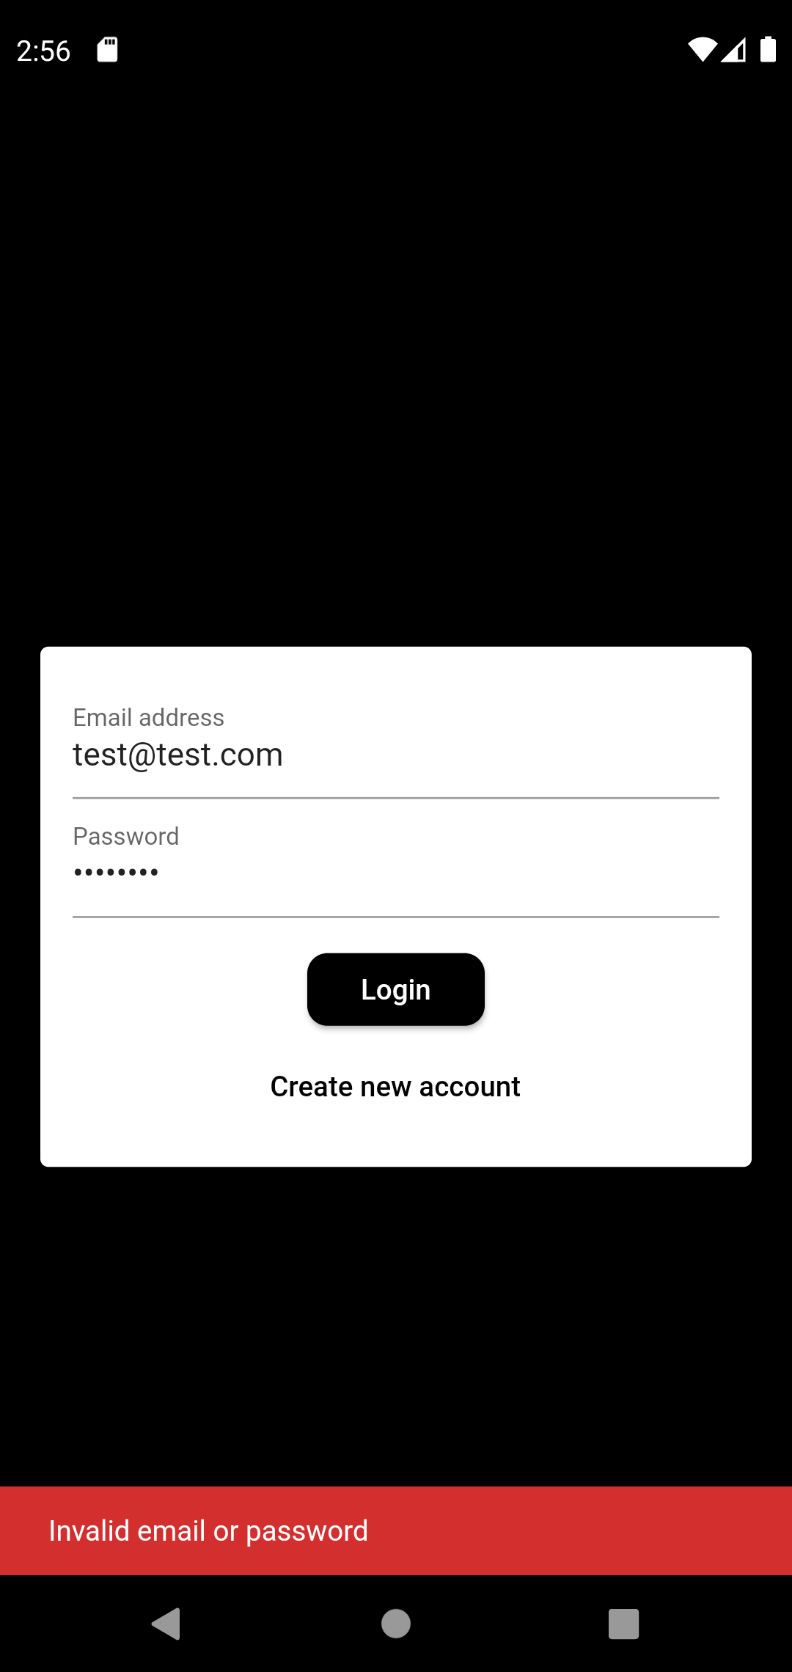 2:56
Email address
test@test.com
Password
••••••••
Login
Create new account
Invalid email or password